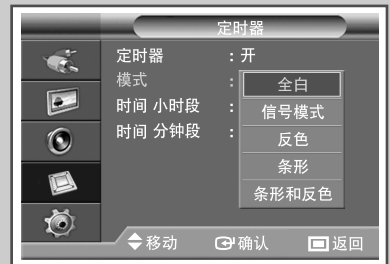 定时器
定时器 : 开
模式 :
全白
时间 小时段 :
信号模式
时间 分钟段 :
反色
条形
条形和反色
移动 确认 返回